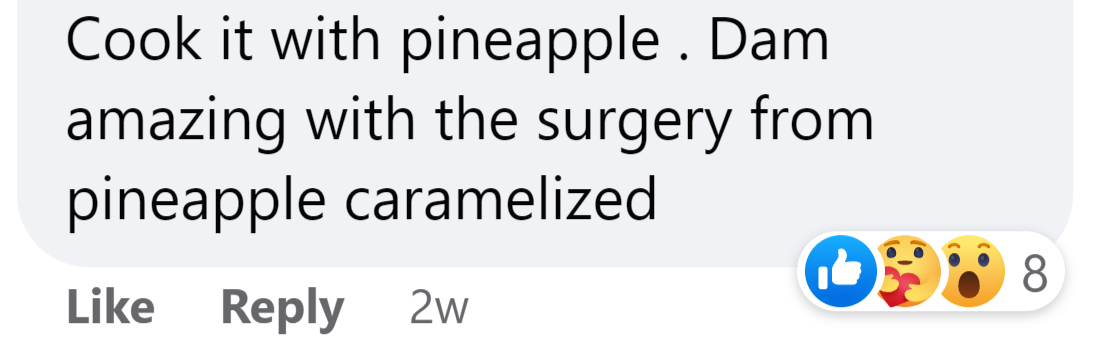 Cook it with pineapple . Dam
amazing with the surgery from
pineapple caramelized
Like Reply 2w 8